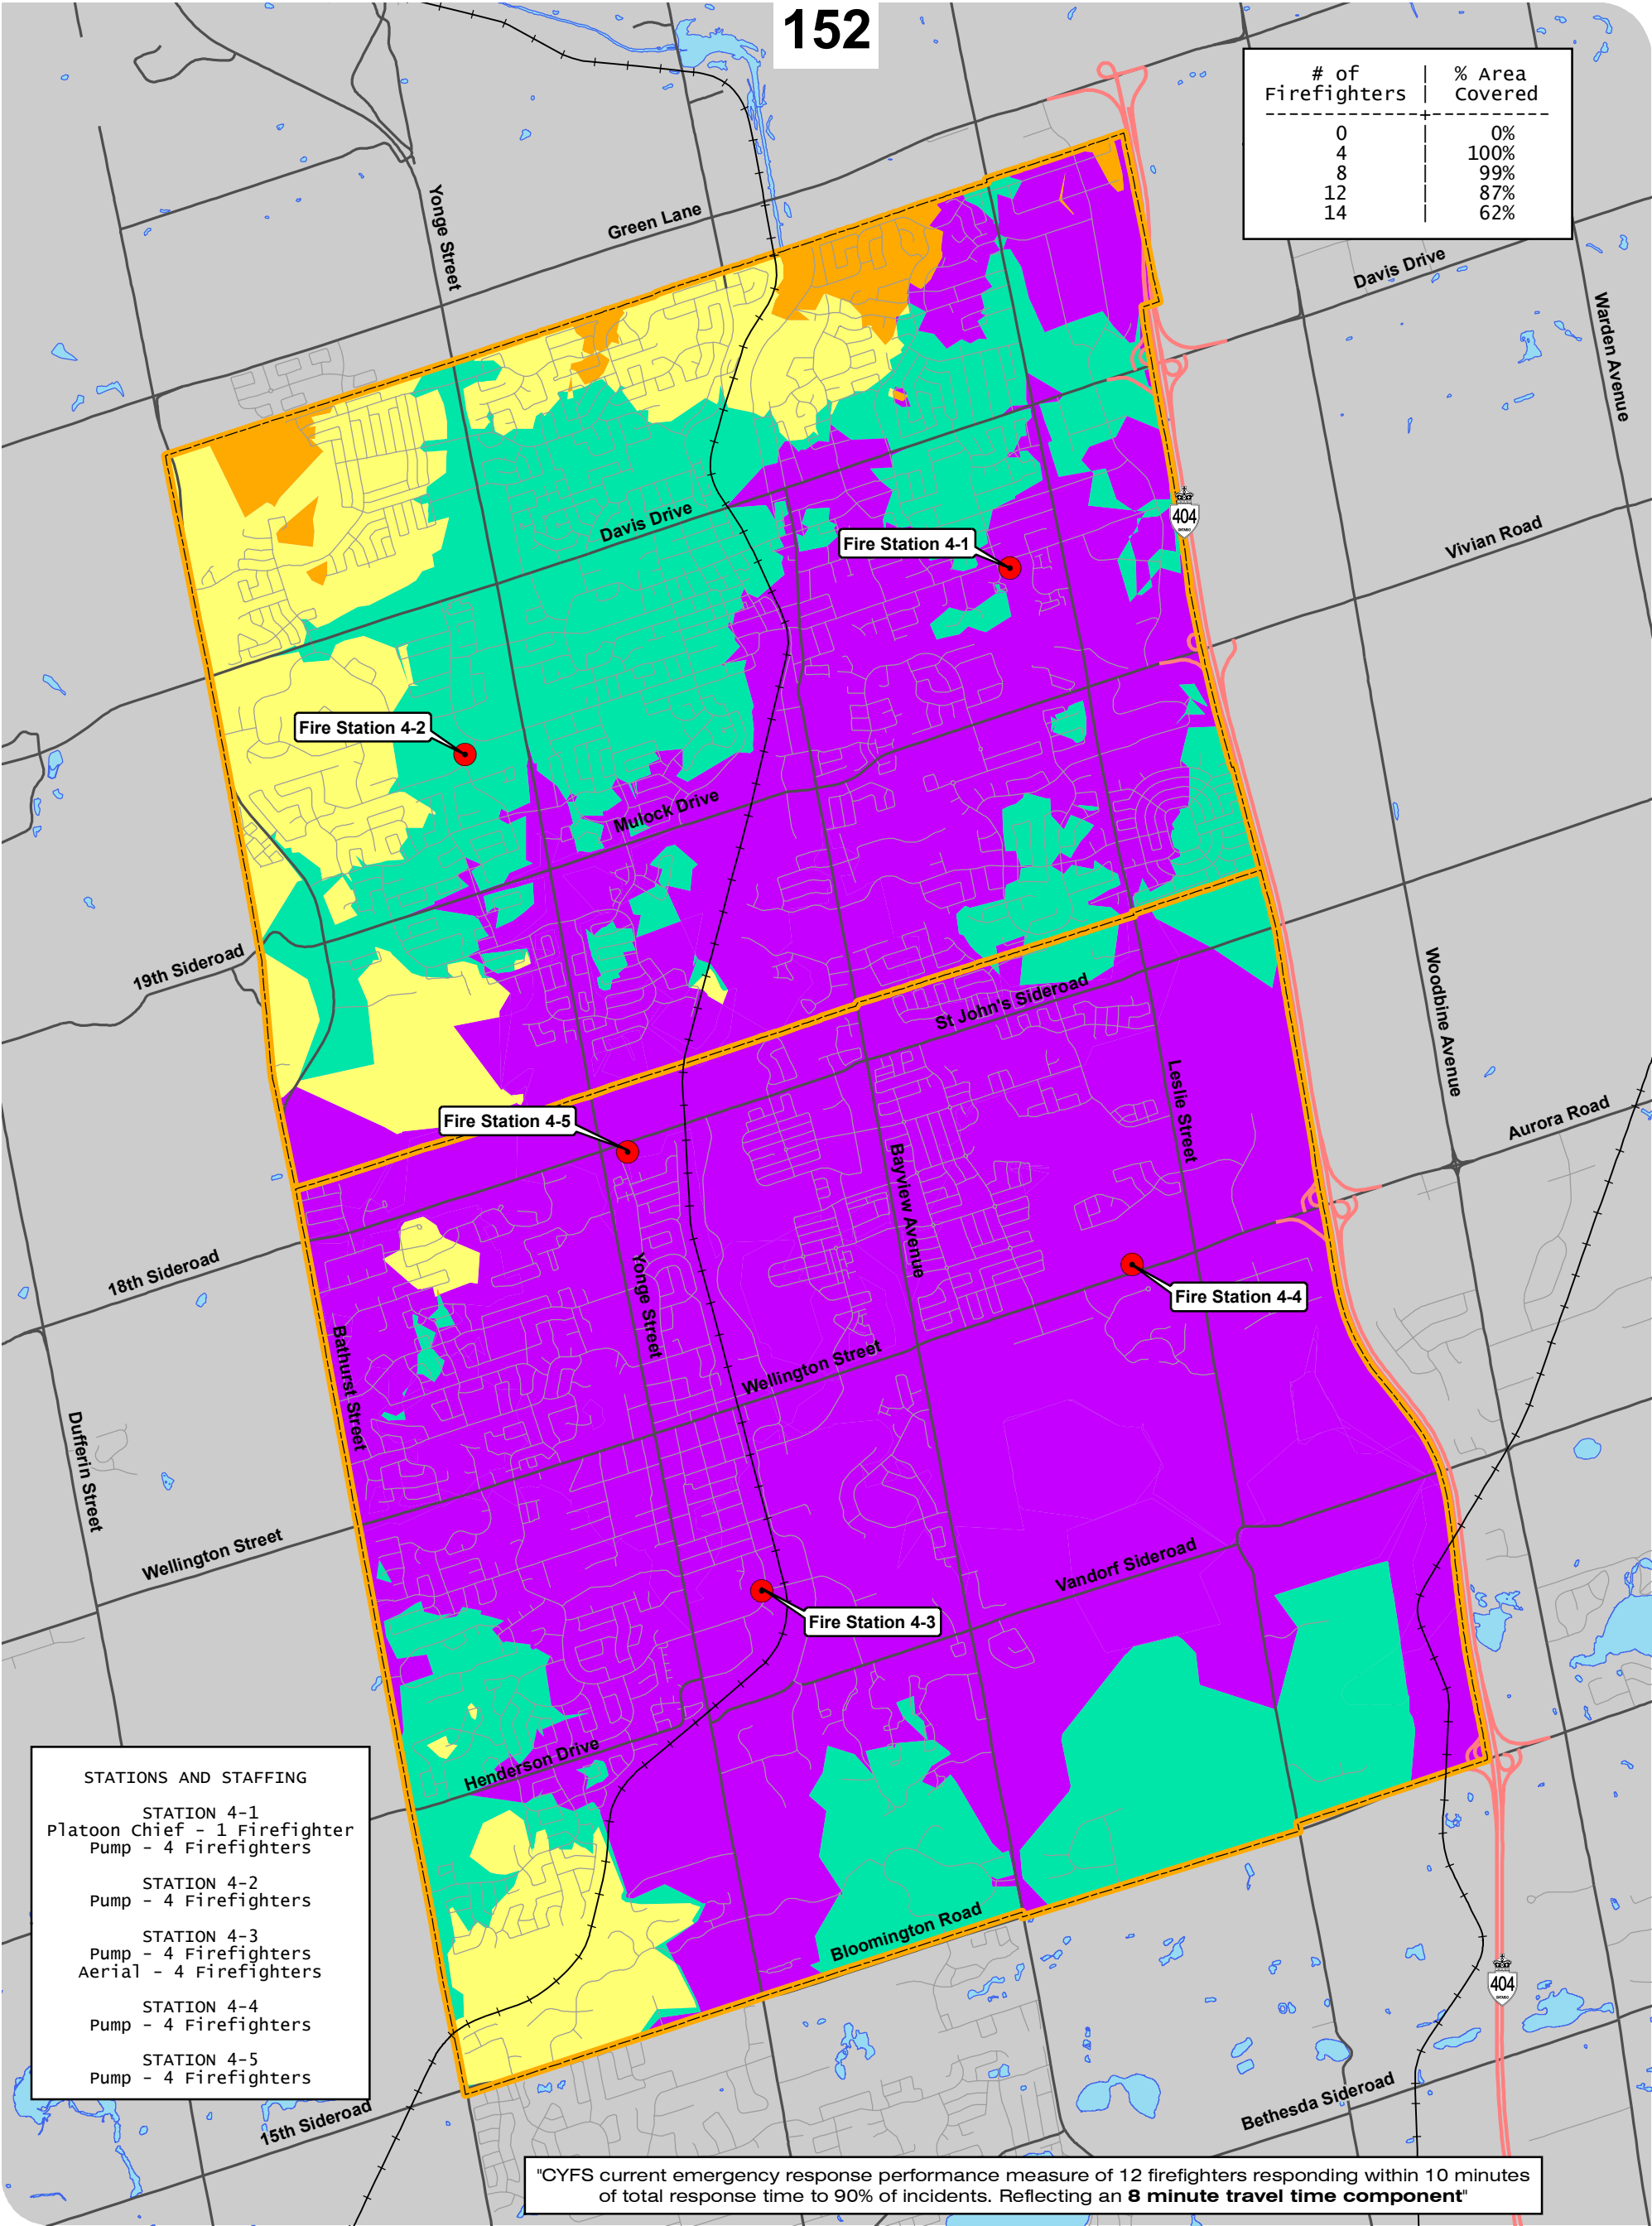 152
# of | % Area
Firefighters | Covered
--------------+----------
0 | 0%
4 | 100%
8 | 99%
12 | 87%
14 | 62%
Yonge Street
Green Lane
Davis Drive
Warden Avenue
Davis Drive
404
ONTARIO
Vivian Road
Fire Station 4-1
Fire Station 4-2
Mulock Drive
19th Sideroad
St John's Sideroad
Woodbine Avenue
Leslie Street
Aurora Road
Fire Station 4-5
Bayview Avenue
18th Sideroad
Yonge Street
Fire Station 4-4
Bathurst Street
Wellington Street
Dufferin Street
Wellington Street
Vandorf Sideroad
Fire Station 4-3
Henderson Drive
STATIONS AND STAFFING
STATION 4-1
Platoon Chief - 1 Firefighter
Pump - 4 Firefighters
STATION 4-2
Pump - 4 Firefighters
STATION 4-3
Pump - 4 Firefighters
Aerial - 4 Firefighters
STATION 4-4
Pump - 4 Firefighters
STATION 4-5
Pump - 4 Firefighters
Bloomington Road
404
ONTARIO
15th Sideroad
Bethesda Sideroad
"CYFS current emergency response performance measure of 12 firefighters responding within 10 minutes
of total response time to 90% of incidents. Reflecting an 8 minute travel time component"